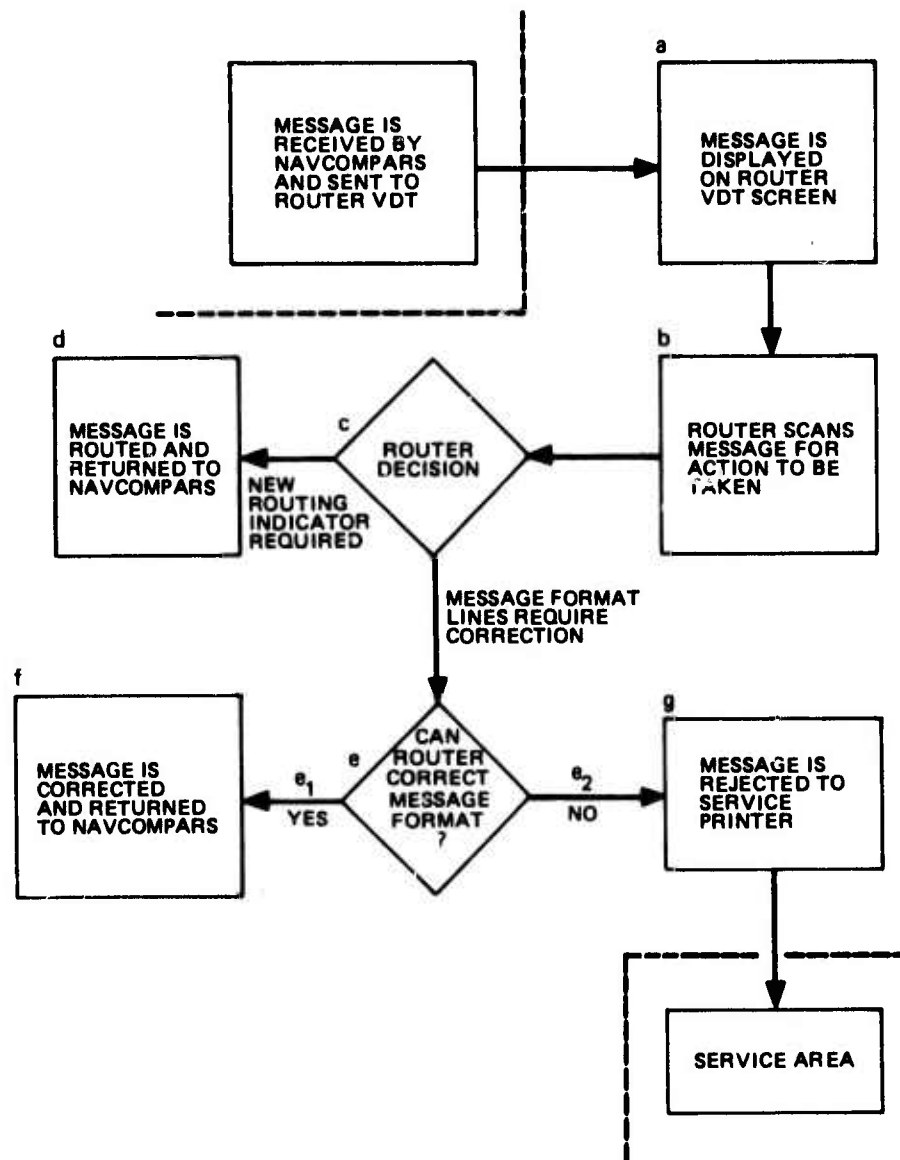 MESSAGE IS
RECEIVED BY
NAVCOMPARS
AND SENT TO
ROUTER VDT
a
MESSAGE IS
DISPLAYED
ON ROUTER
VDT SCREEN
d
MESSAGE IS
ROUTED AND
RETURNED TO
NAVCOMPARS
c
ROUTER
DECISION
NEW
ROUTING
INDICATOR
REQUIRED
b
ROUTER SCANS
MESSAGE FOR
ACTION TO BE
TAKEN
MESSAGE FORMAT
LINES REQUIRE
CORRECTION
f
MESSAGE IS
CORRECTED
AND RETURNED
TO NAVCOMPARS
e1
YES
e
CAN
ROUTER
CORRECT
MESSAGE
FORMAT
?
e2
NO
g
MESSAGE IS
REJECTED TO
SERVICE
PRINTER
SERVICE AREA